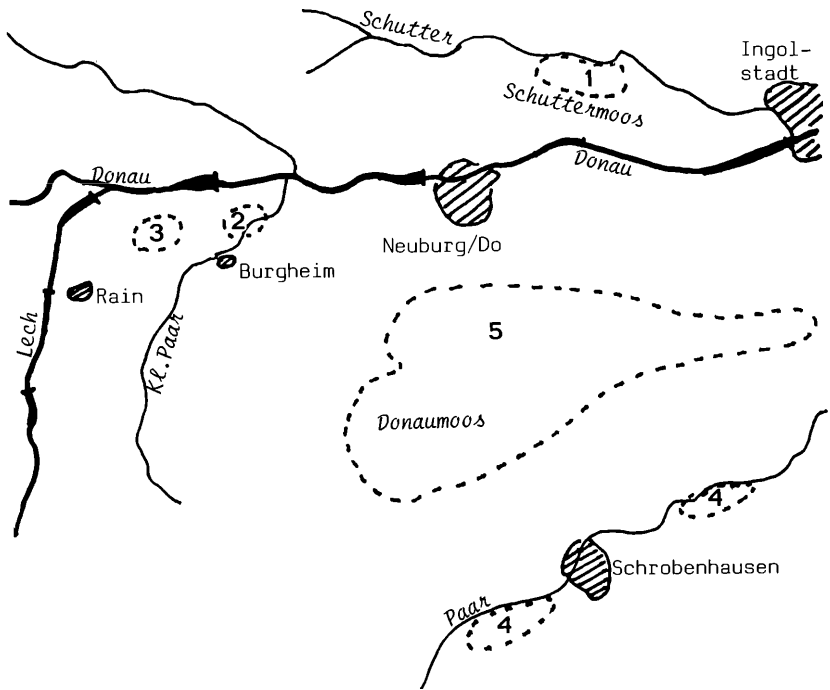 Schutter
Ingol-
stadt
1
Schuttermoos
Donau
Donau
3
2
Neuburg/Do
Burgheim
Rain
Lech
Kl. Paar
5
Donaumoos
4
Schrobenhausen
Paar
4